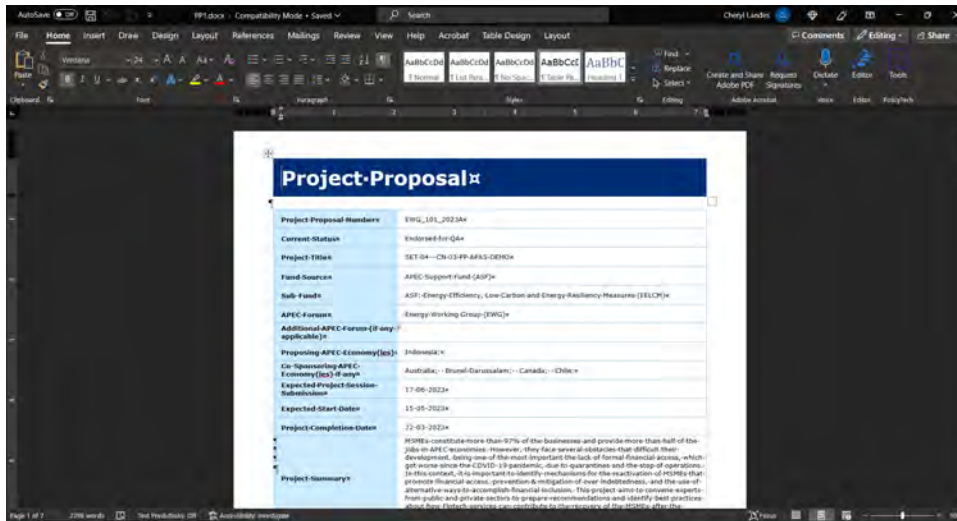 AutoSave
PP1.docx - Compatibility Mode • Saved
Search
Cheryl Landes
File Home Insert Draw Design Layout References Mailings Review View Help Acrobat Table Design Layout
Comments Editing Share
Paste
Verdana 24
AaBbCcDd AaBbCcDd AaBbCcDd AaBbCcE AaBbC
Normal List Para... No Spac... Table Pa... Heading 1
Find
Replace
Select
Create and Share Adobe PDF
Request Signatures
Dictate
Editor
Tools
Clipboard Font Paragraph Styles Editing Adobe Acrobat Voice Editor PolicyTech
Project·Proposal¤
Project·Proposal·Number¤ EWG_101_2023A¤
Current·Status¤ Endorsed·for·QA¤
Project·Title¤ SET-04·-·CN-03-PP-APAS-DEMO¤
Fund·Source¤ APEC·Support·Fund·(ASF)¤
Sub-Fund¤ ASF:·Energy·Efficiency,·Low·Carbon·and·Energy·Resiliency·Measures·(EELCM)¤
APEC·Forum¤ Energy·Working·Group·(EWG)¤
Additional·APEC·Forum·(if·any·
applicable)¤
Proposing·APEC·Economy(ies)¤ Indonesia;¤
Co-Sponsoring·APEC·
Economy(ies)·if·any¤ Australia;··Brunei·Darussalam;··Canada;··Chile;¤
Expected·Project·Session·
Submission¤ 17-06-2023¤
Expected·Start·Date¤ 15-05-2023¤
Project·Completion·Date¤ 22-03-2023¤
Project·Summary¤
MSMEs·constitute·more·than·97%·of·the·businesses·and·provide·more·than·half·of·the·
jobs·in·APEC·economies.·However,·they·face·several·obstacles·that·difficult·their·
development,·being·one·of·the·most·important·the·lack·of·formal·financial·access,·which·
got·worse·since·the·COVID-19·pandemic,·due·to·quarantines·and·the·stop·of·operations.·
In·this·context,·it·is·important·to·identify·mechanisms·for·the·reactivation·of·MSMEs·that·
promote·financial·access,·prevention·&·mitigation·of·over-indebtedness,·and·the·use·of·
alternative·ways·to·accomplish·financial·inclusion.·This·project·aims·to·convene·experts·
from·public·and·private·sectors·to·prepare·recommendations·and·identify·best·practices·
about·how·Fintech·services·can·contribute·to·the·recovery·of·the·MSMEs·after·the·
Page 1 of 7 words Text Predictions: Off Accessibility: Investigate
Focus